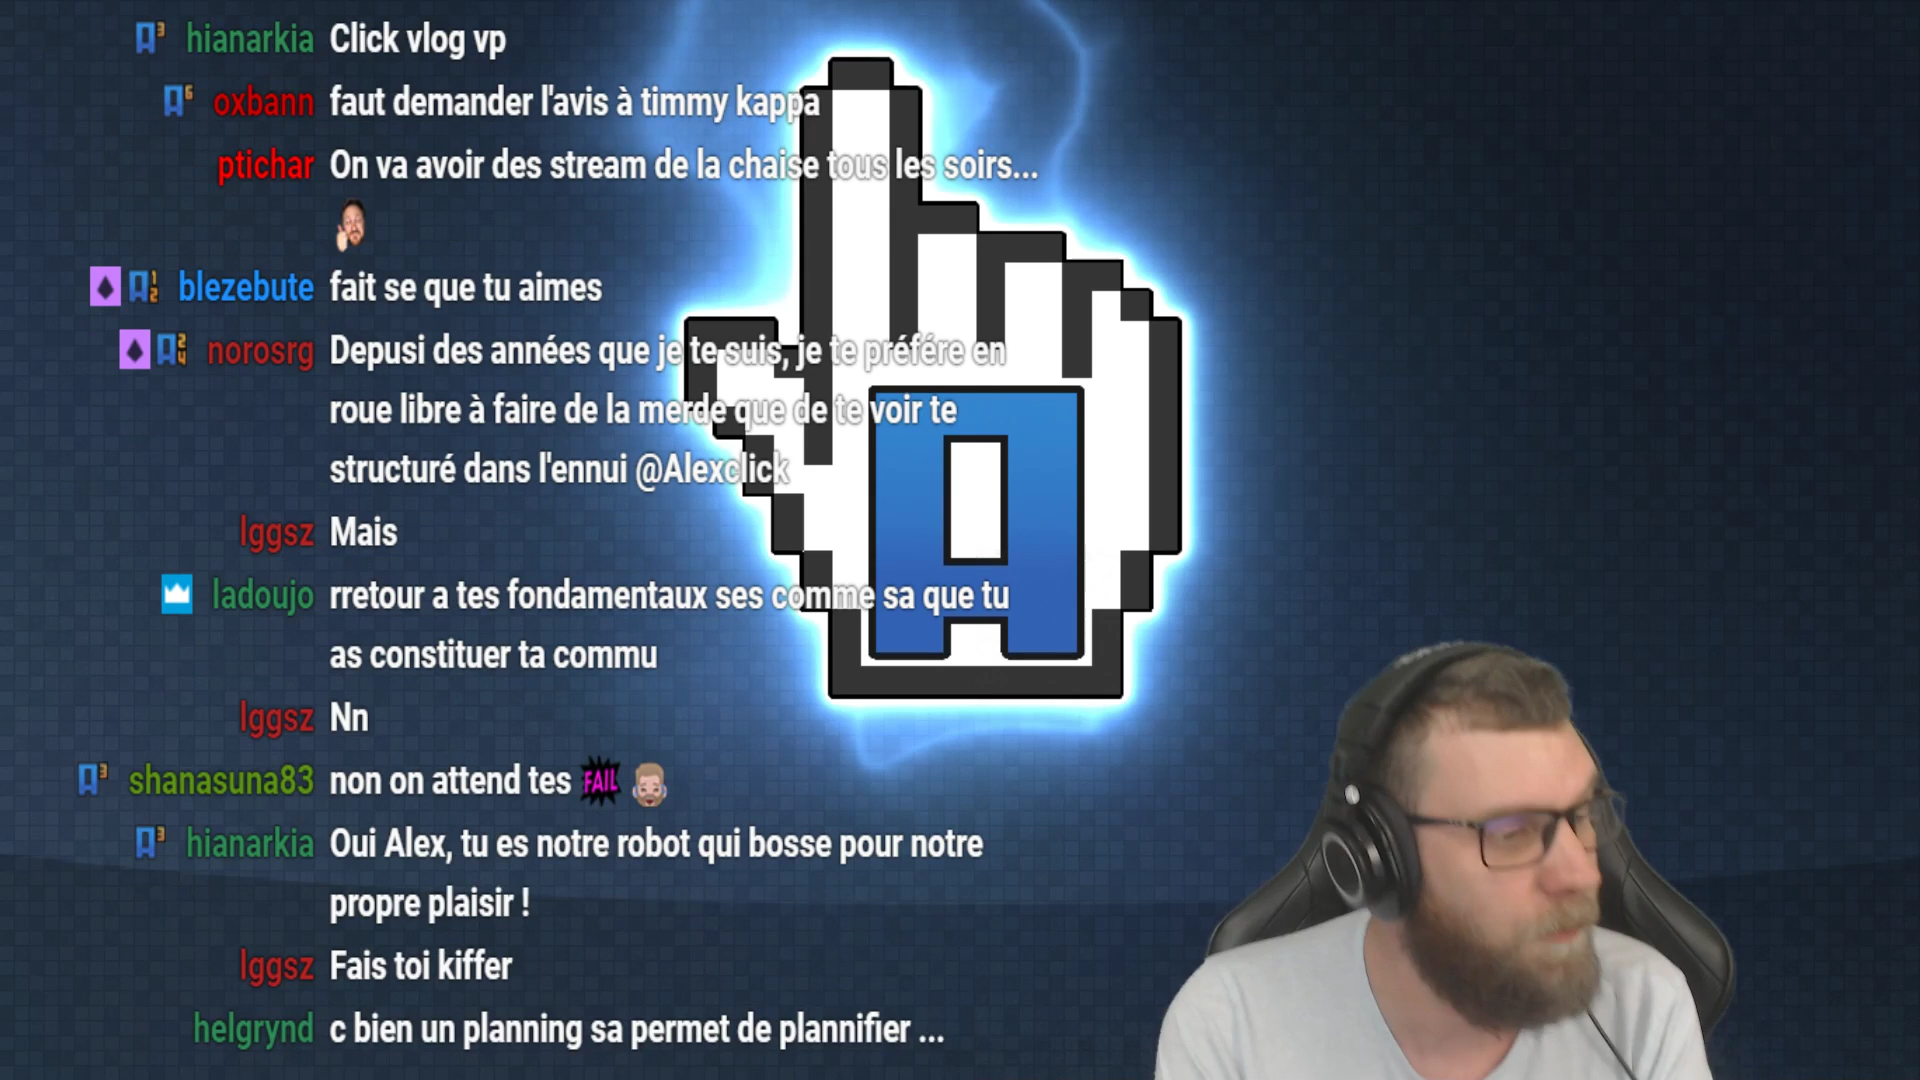 hianarkia Click vlog vp
oxbann faut demander l'avis à timmy kappa
ptichar On va avoir des stream de la chaise tous les soirs...
blezebute fait se que tu aimes
norosrg Depusi des années que je te suis, je te préfére en
roue libre à faire de la merde que de te voir te
structuré dans l'ennui @Alexclick
lggsz Mais
ladoujo rretour a tes fondamentaux ses comme sa que tu
as constituer ta commu
lggsz Nn
shanasuna83 non on attend tes FAIL
hianarkia Oui Alex, tu es notre robot qui bosse pour notre
propre plaisir !
lggsz Fais toi kiffer
helgrynd c bien un planning sa permet de plannifier ...
A